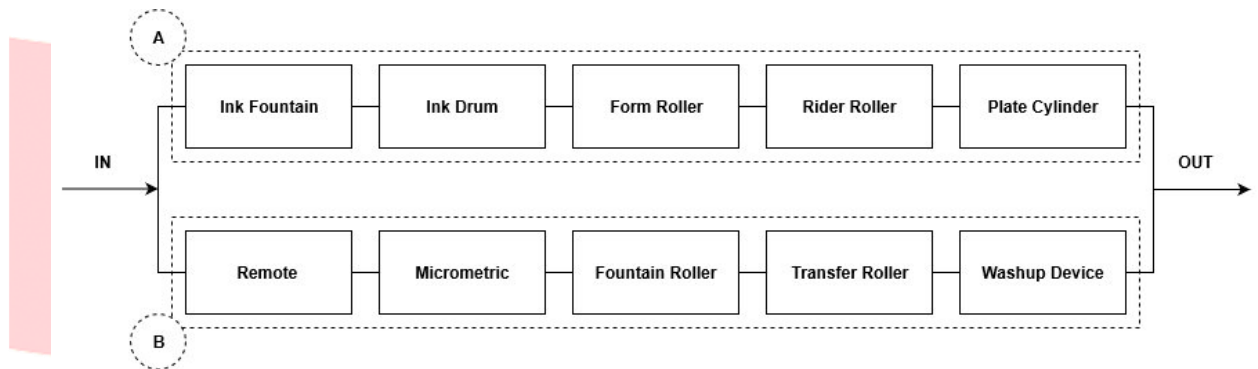 A
Ink Fountain
Ink Drum
Form Roller
Rider Roller
Plate Cylinder
IN
OUT
Remote
Micrometric
Fountain Roller
Transfer Roller
Washup Device
B